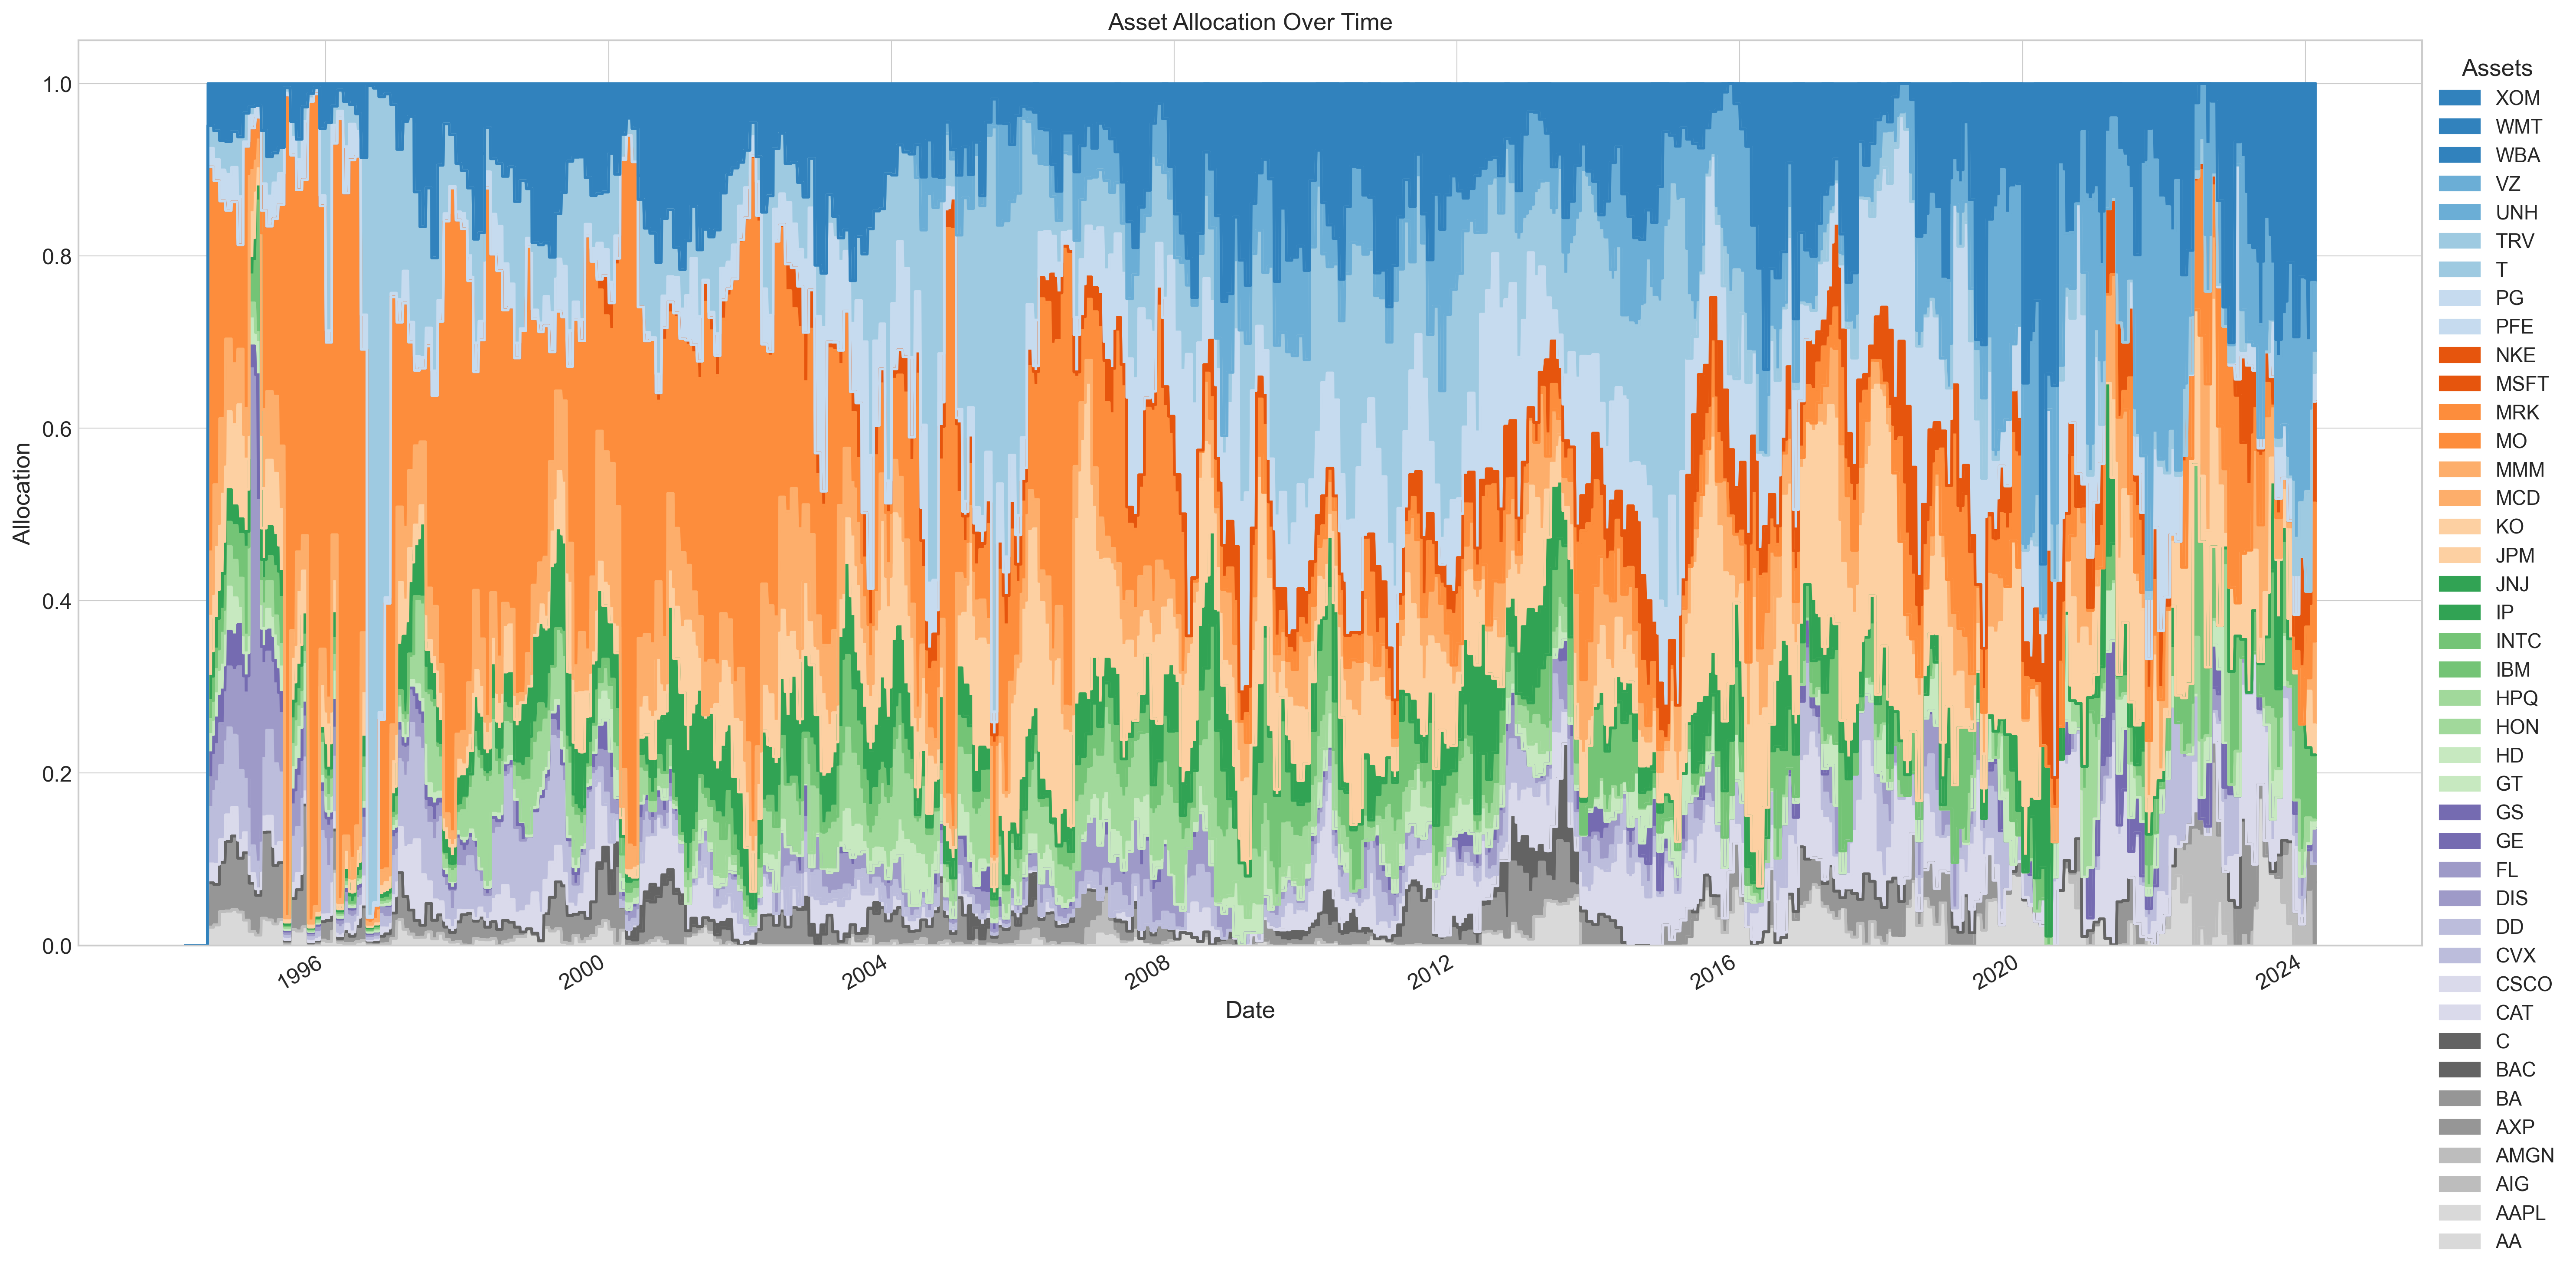 Asset Allocation Over Time
Allocation
1.0
0.8
0.6
0.4
0.2
0.0
1996
2000
2004
2008
2012
2016
2020
2024
Date
Assets
XOM
WMT
WBA
VZ
UNH
TRV
T
PG
PFE
NKE
MSFT
MRK
MO
MMM
MCD
KO
JPM
JNJ
IP
INTC
IBM
HPQ
HON
HD
GT
GS
GE
FL
DIS
DD
CVX
CSCO
CAT
C
BAC
BA
AXP
AMGN
AIG
AAPL
AA